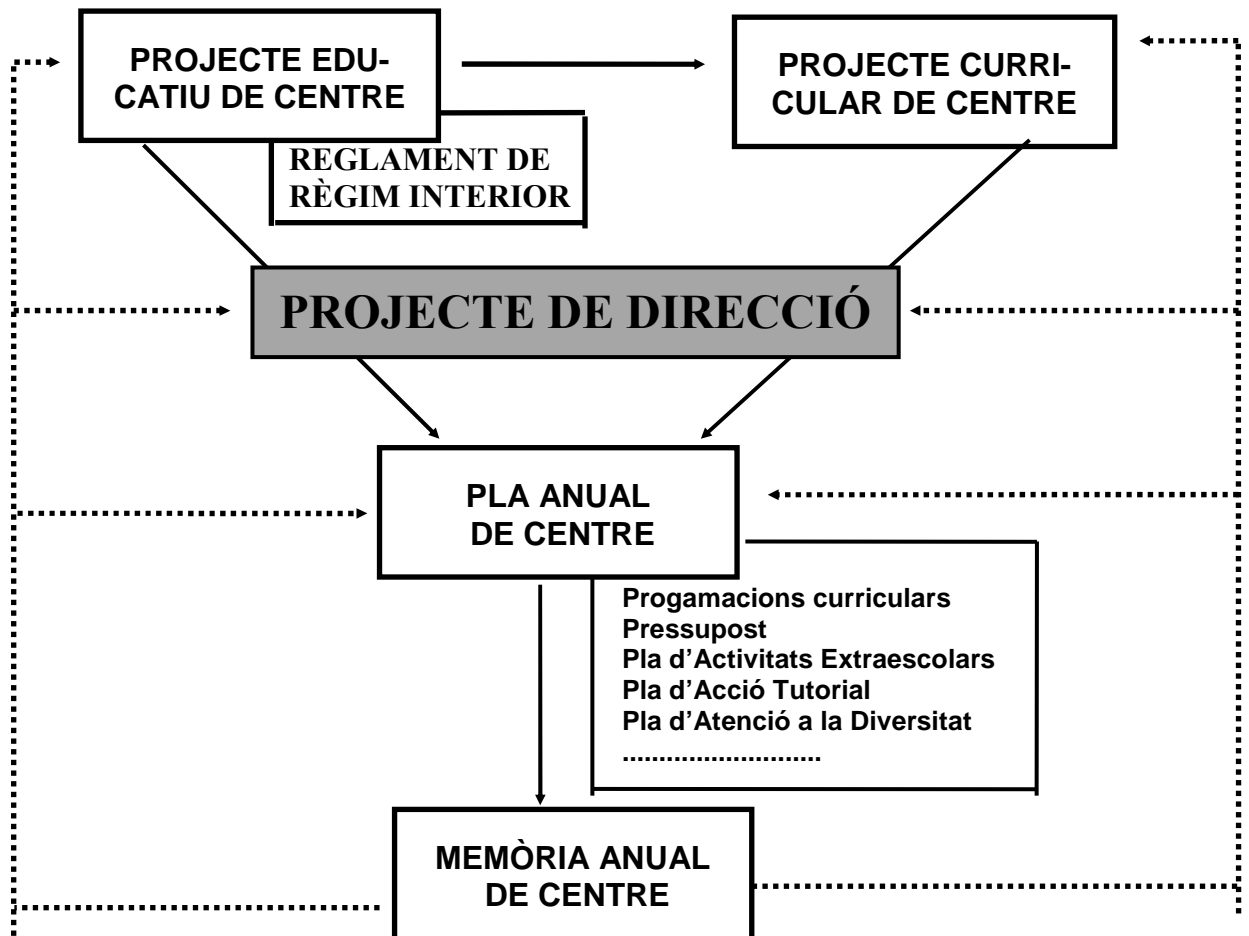 PROJECTE EDU-
CATIU DE CENTRE
PROJECTE CURRI-
CULAR DE CENTRE
REGLAMENT DE
RÈGIM INTERIOR
PROJECTE DE DIRECCIÓ
PLA ANUAL
DE CENTRE
Progamacions curriculars
Pressupost
Pla d’Activitats Extraescolars
Pla d’Acció Tutorial
Pla d’Atenció a la Diversitat
...........................
MEMÒRIA ANUAL
DE CENTRE